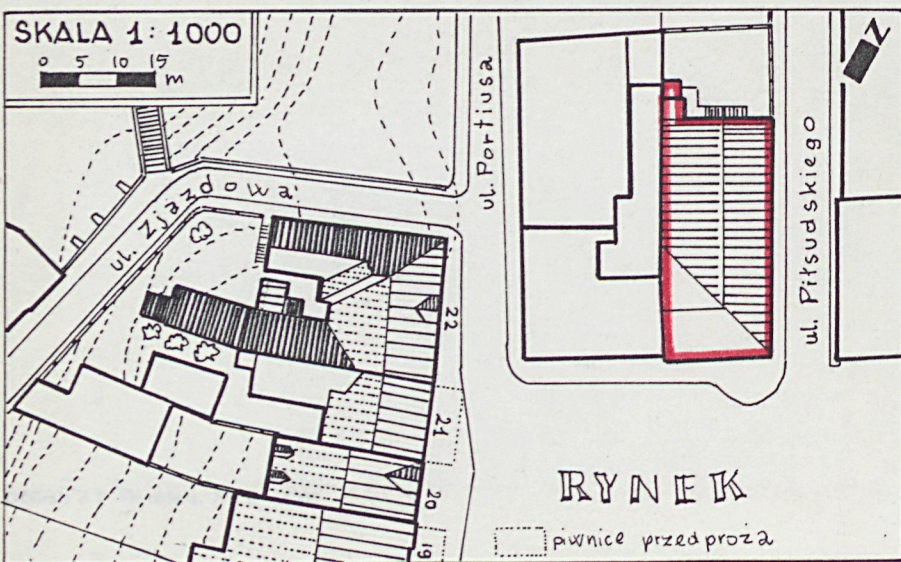 SKALA 1:1000
0 5 10 15
m
ul. Zjazdowa
ul. Portiusa
ul. Piłsudskiego
Z
22
21
20
19
RYNEK
piwnice przedproża